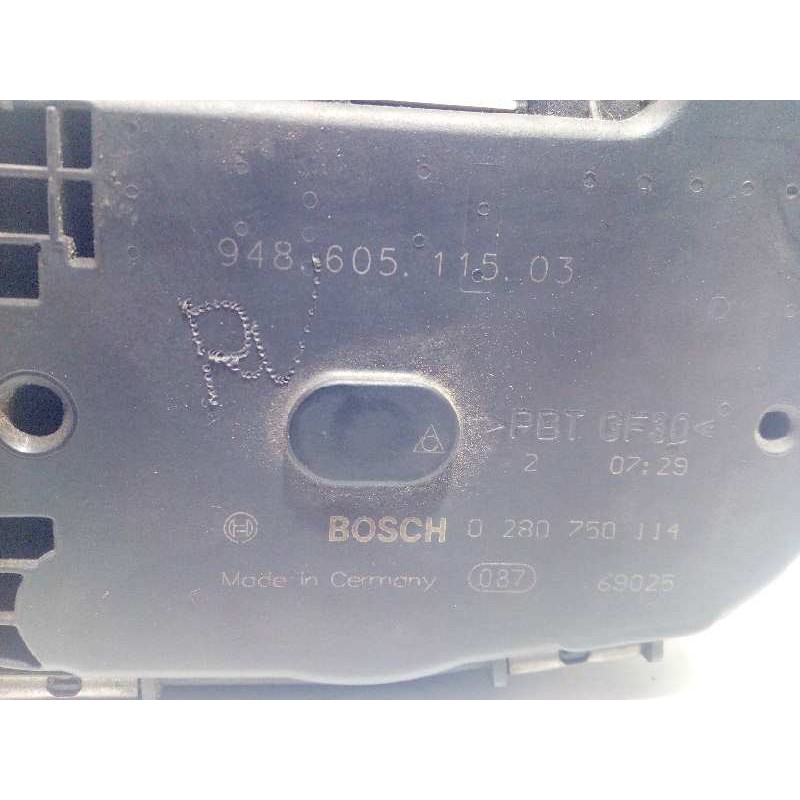 948.605.115.03
>PBT GF30<
2 07:29
BOSCH 0 280 750 114
Made in Germany 087 69025